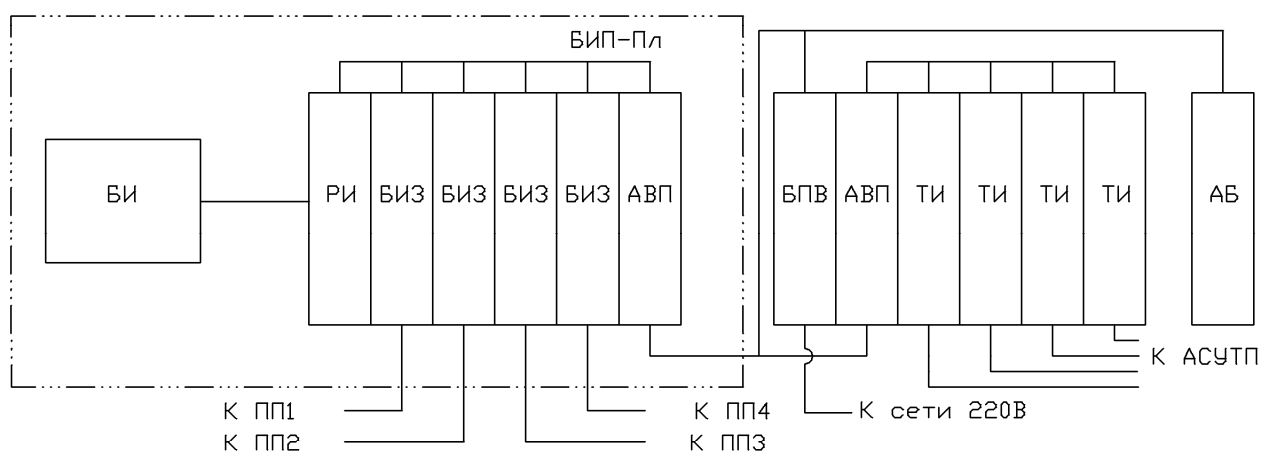 БИП-Пл
БИ
РИ
БИЗ
БИЗ
БИЗ
БИЗ
АВП
БПВ
АВП
ТИ
ТИ
ТИ
ТИ
АБ
К АСУТП
К ПП1
К ПП4
К сети 220В
К ПП2
К ПП3